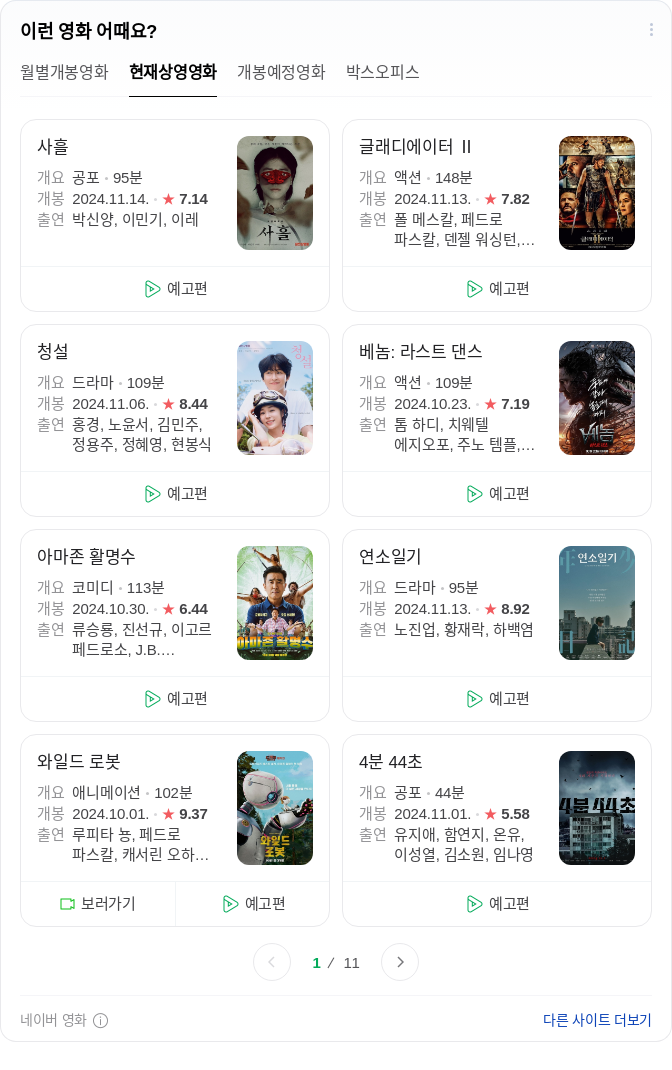 이런 영화 어때요?
월별개봉영화 현재상영영화 개봉예정영화 박스오피스
사흘
개요 공포 95분
개봉 2024.11.14. ★ 7.14
출연 박신양, 이민기, 이레
사흘
예고편
글래디에이터 Ⅱ
개요 액션 148분
개봉 2024.11.13. ★ 7.82
출연 폴 메스칼, 페드로
파스칼, 덴젤 워싱턴,...
예고편
청설
개요 드라마 109분
개봉 2024.11.06. ★ 8.44
출연 홍경, 노윤서, 김민주,
정용주, 정혜영, 현봉식
청설
예고편
베놈: 라스트 댄스
개요 액션 109분
개봉 2024.10.23. ★ 7.19
출연 톰 하디, 치웨텔
에지오포, 주노 템플,...
베놈
예고편
아마존 활명수
개요 코미디 113분
개봉 2024.10.30. ★ 6.44
출연 류승룡, 진선규, 이고르
페드로소, J.B....
아마존 활명수
예고편
연소일기
개요 드라마 95분
개봉 2024.11.13. ★ 8.92
출연 노진업, 황재락, 하백염
연소일기
예고편
와일드 로봇
개요 애니메이션 102분
개봉 2024.10.01. ★ 9.37
출연 루피타 뇽, 페드로
파스칼, 캐서린 오하...
와일드
로봇
보러가기 예고편
4분 44초
개요 공포 44분
개봉 2024.11.01. ★ 5.58
출연 유지애, 함연지, 온유,
이성열, 김소원, 임나영
4분 44초
예고편
1 / 11
네이버 영화 다른 사이트 더보기